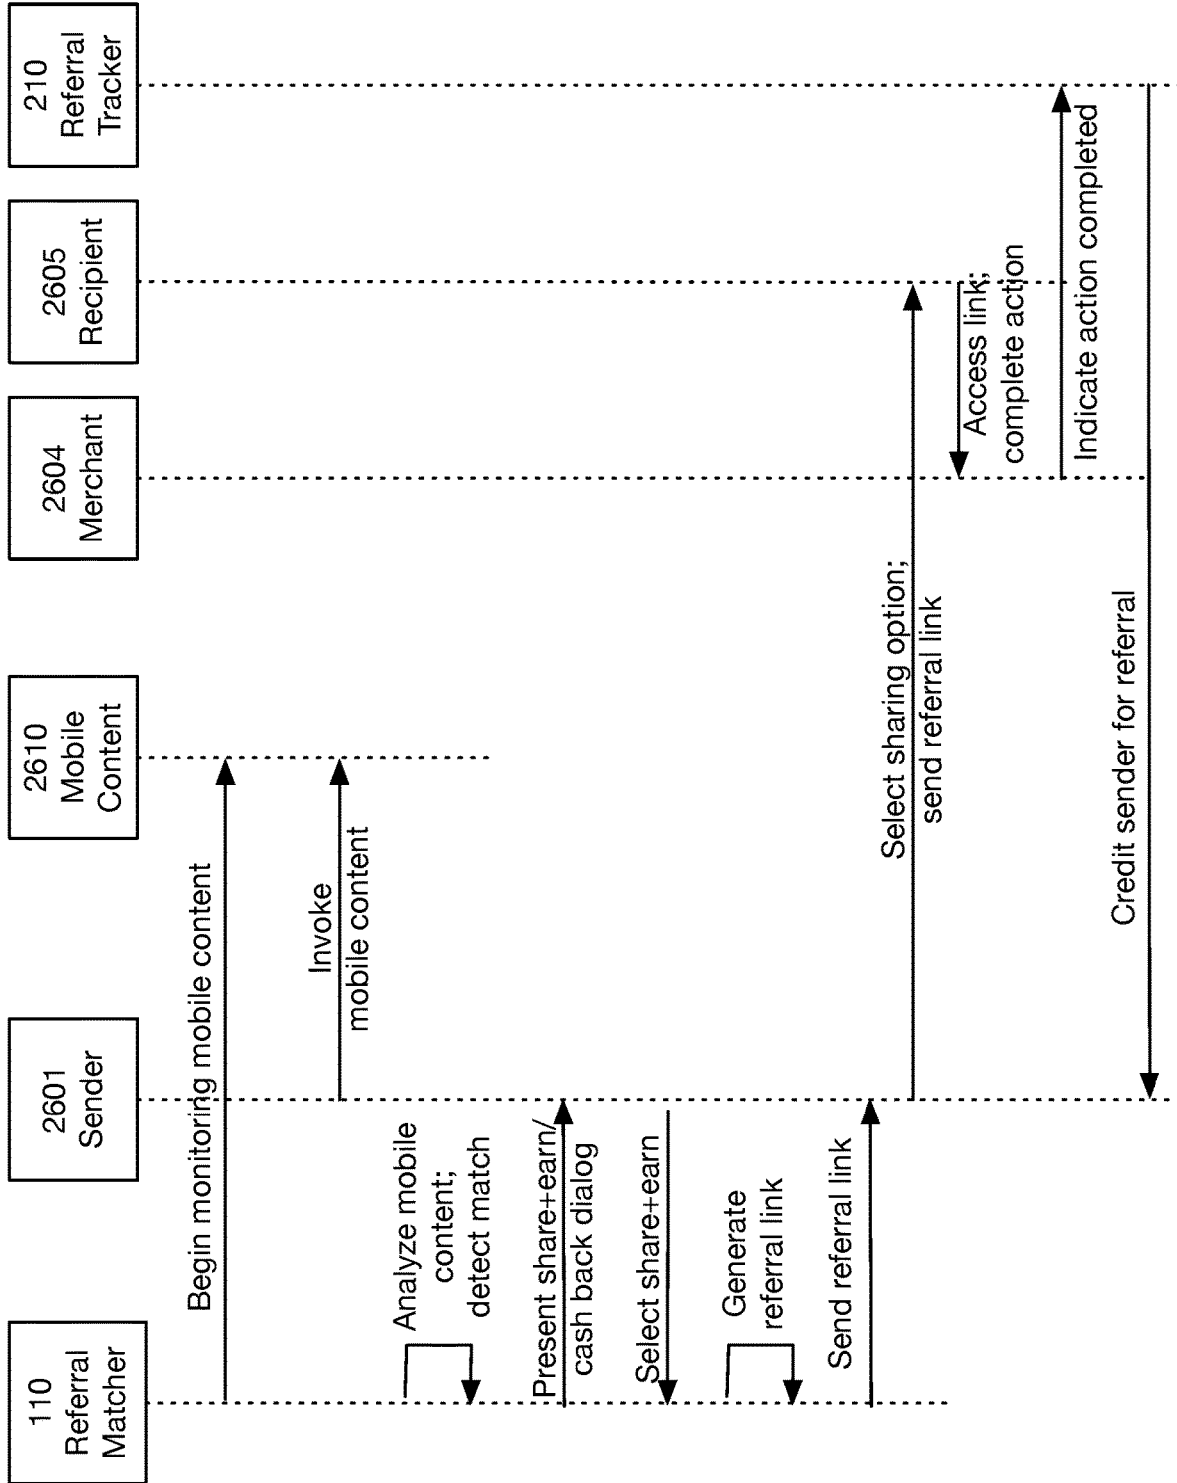 110
Referral
Matcher
2601
Sender
2610
Mobile
Content
2604
Merchant
2605
Recipient
210
Referral
Tracker
Begin monitoring mobile content
Invoke
mobile content
Analyze mobile
content;
detect match
Present share+earn/
cash back dialog
Select share+earn
Generate
referral link
Send referral link
Select sharing option;
send referral link
Access link;
complete action
Indicate action completed
Credit sender for referral